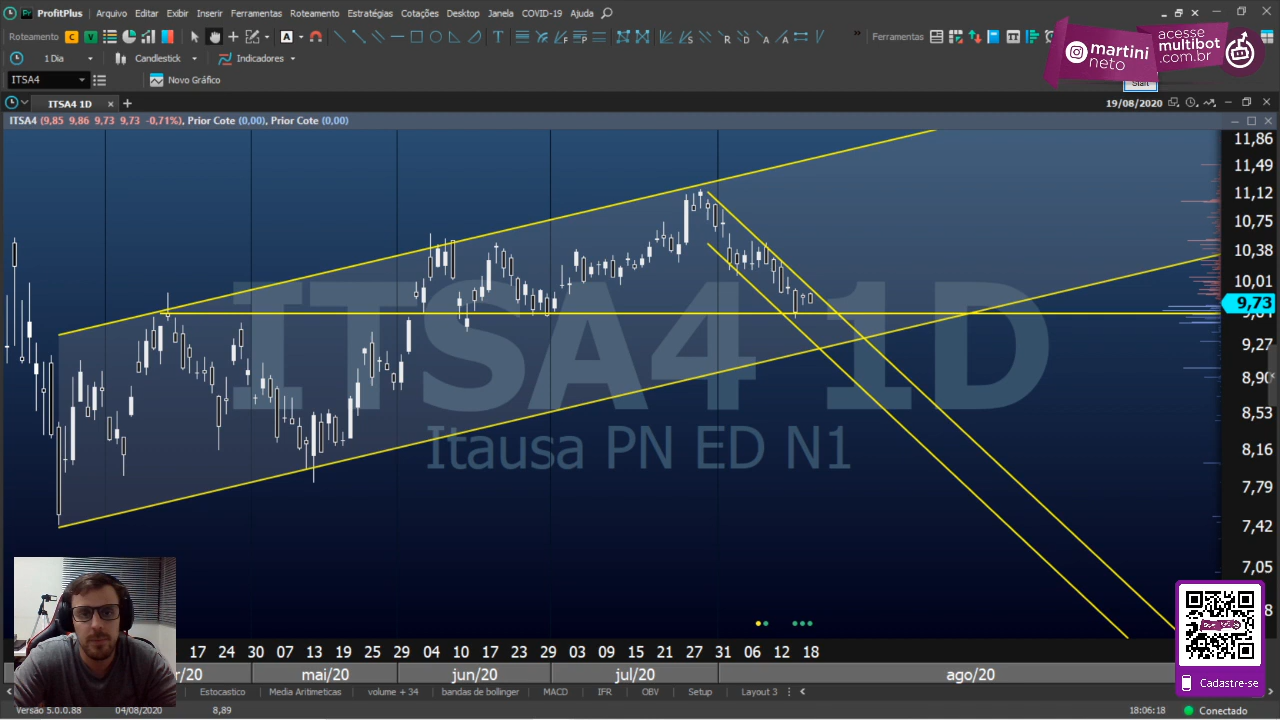 ProfitPlus Arquivo Editar Exibir Inserir Ferramentas Roteamento Estratégias Cotações Desktop Janela COVID-19 Ajuda
Roteamento C V A R D A A Ferramentas
1 Dia Candlestick Indicadores
ITSA4 Novo Gráfico
martini
neto
acesse
multibot
.com.br
Start
ITSA4 1D 19/08/2020
ITSA4 (9,85 9,86 9,73 9,73 -0,71%), Prior Cote (0,00), Prior Cote (0,00)
11,86
11,49
11,12
10,75
10,38
10,01
9,73
9,27
8,90
8,53
8,16
7,79
7,42
7,05
ITSA4 1D
Itausa PN ED N1
17 24 30 07 13 19 25 29 04 10 17 23 29 03 09 15 21 27 31 06 12 18
r/20 mai/20 jun/20 jul/20 ago/20
Estocastico Media Aritimeticas volume + 34 bandas de bollinger MACD IFR OBV Setup Layout 3
Cadastre-se
Versão 5.0.0.88 04/08/2020 8,89 18:06:18 Conectado